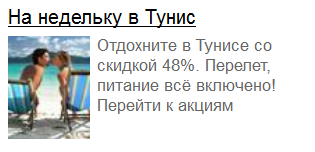 На недельку в Тунис
Отдохните в Тунисе со
скидкой 48%. Перелет,
питание всё включено!
Перейти к акциям